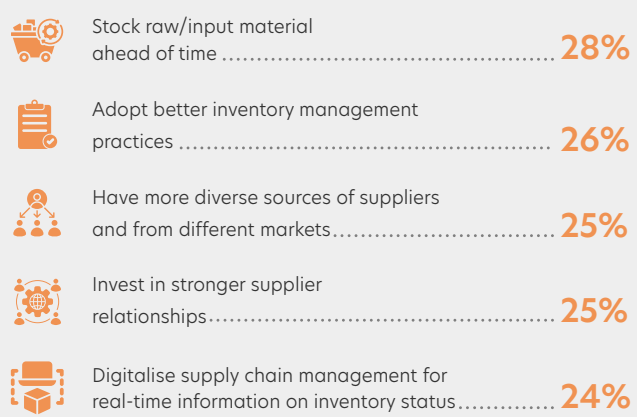 Stock raw/input material
ahead of time ................................................ 28%
Adopt better inventory management
practices ...................................................... 26%
Have more diverse sources of suppliers
and from different markets................................ 25%
Invest in stronger supplier
relationships.................................................. 25%
Digitalise supply chain management for
real-time information on inventory status.............. 24%